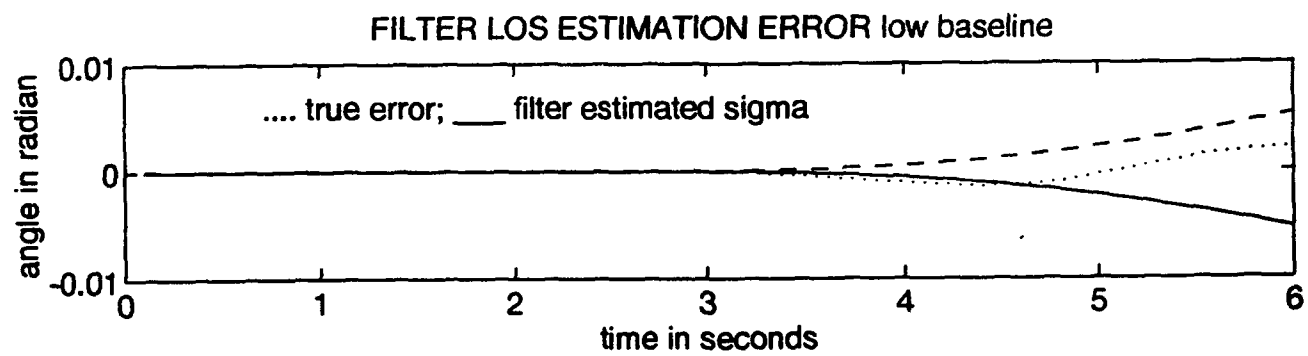 FILTER LOS ESTIMATION ERROR low baseline
0.01
.... true error; ___ filter estimated sigma
angle in radian
0
-0.01
0 1 2 3 4 5 6
time in seconds